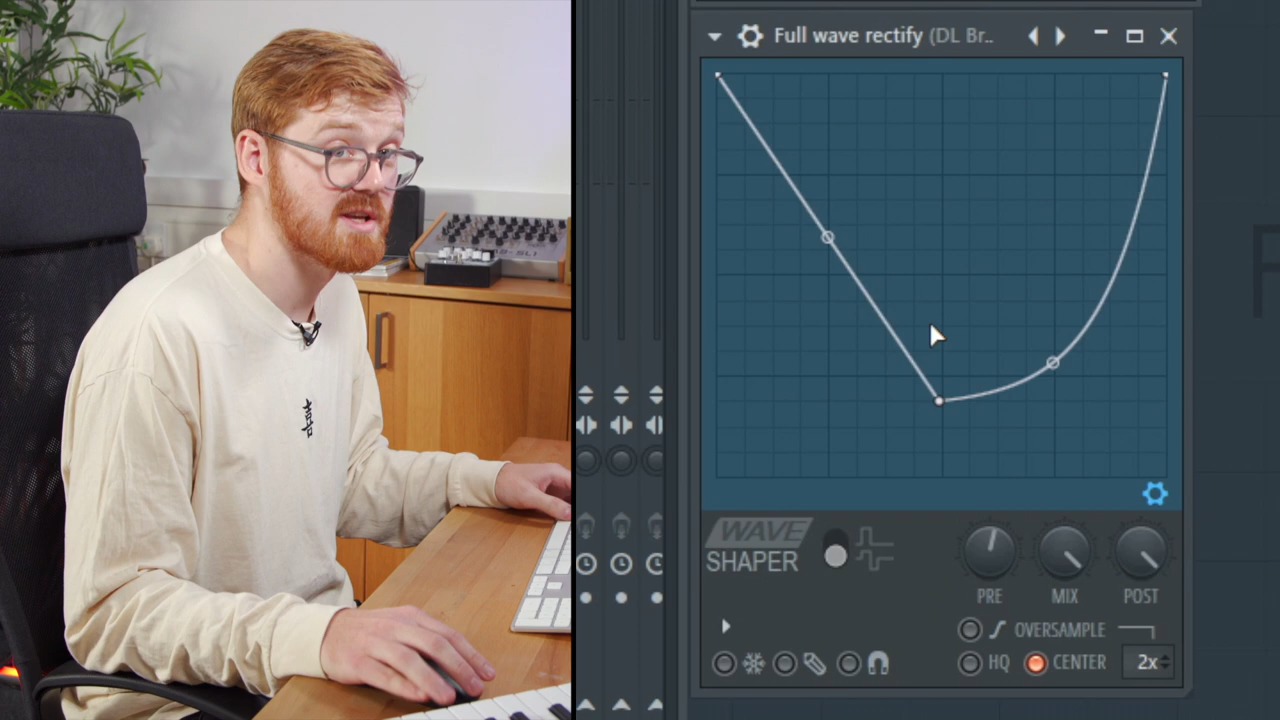 Full wave rectify (DL Br..
WAVE
SHAPER
PRE
MIX
POST
OVERSAMPLE
HQ
CENTER
2x